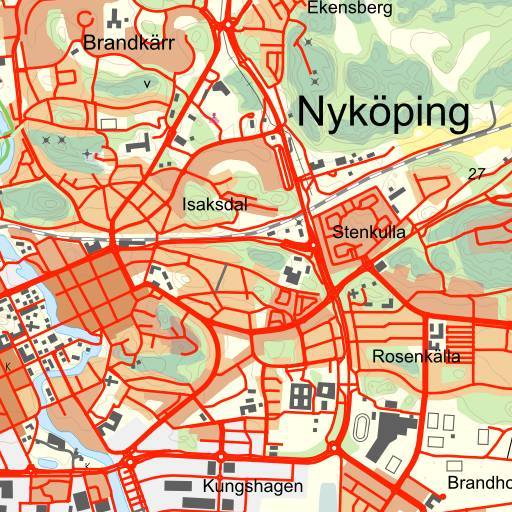 Ekensberg
Brandkärr
Nyköping
27
Isaksdal
Stenkulla
Rosenkälla
K
K
Kungshagen
Brandho